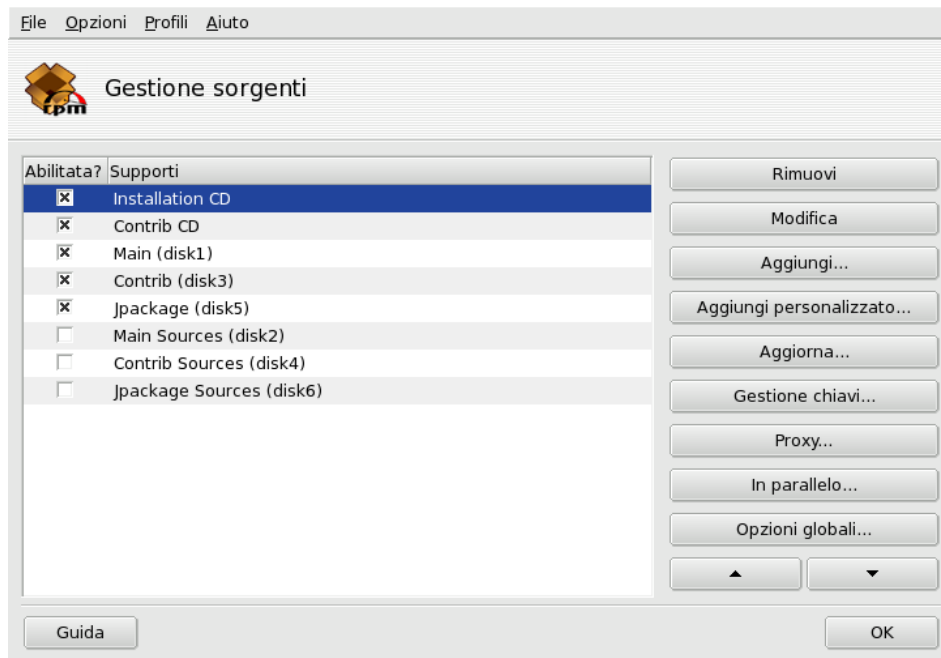 File Opzioni Profili Aiuto
rpm
Gestione sorgenti
Abilitata? Supporti
Installation CD
Contrib CD
Main (disk1)
Contrib (disk3)
Jpackage (disk5)
Main Sources (disk2)
Contrib Sources (disk4)
Jpackage Sources (disk6)
Rimuovi
Modifica
Aggiungi...
Aggiungi personalizzato...
Aggiorna...
Gestione chiavi...
Proxy...
In parallelo...
Opzioni globali...
Guida
OK